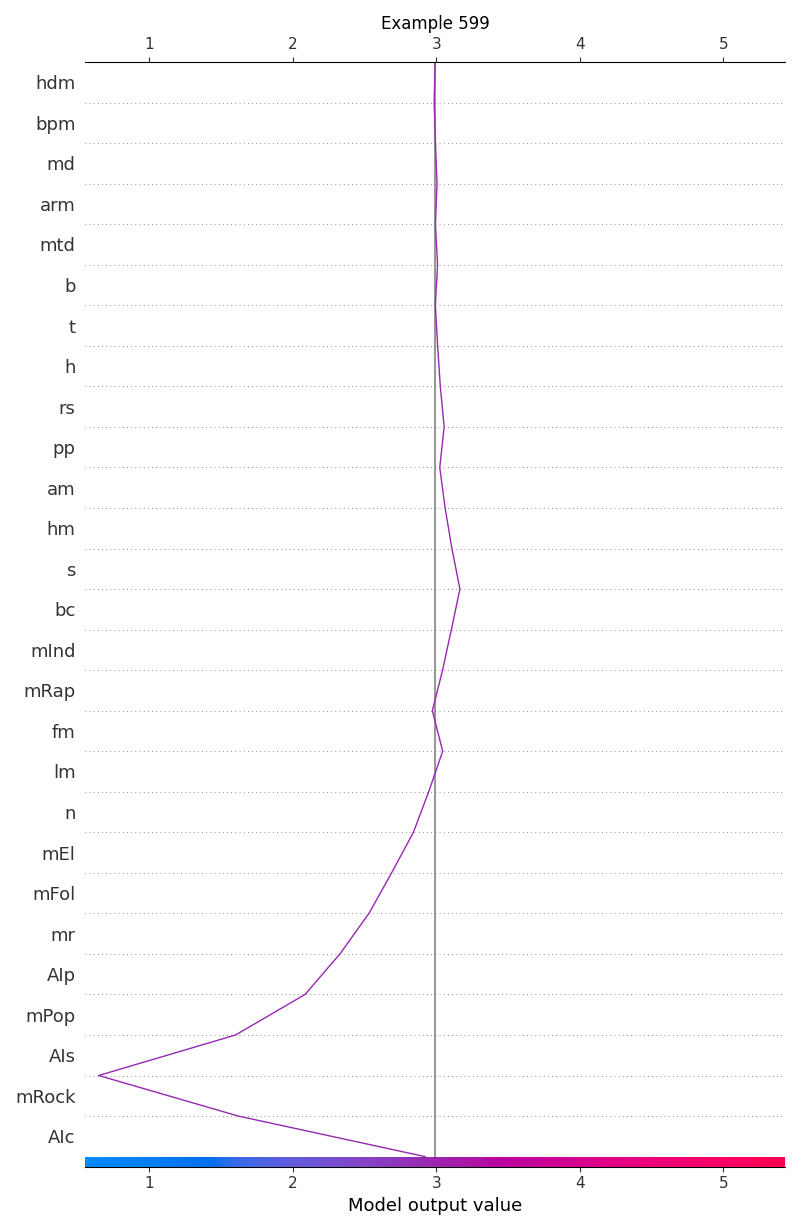 Example 599
1 2 3 4 5
hdm
bpm
md
arm
mtd
b
t
h
rs
pp
am
hm
s
bc
mInd
mRap
fm
lm
n
mEl
mFol
mr
AIp
mPop
AIs
mRock
AIc
1 2 3 4 5
Model output value